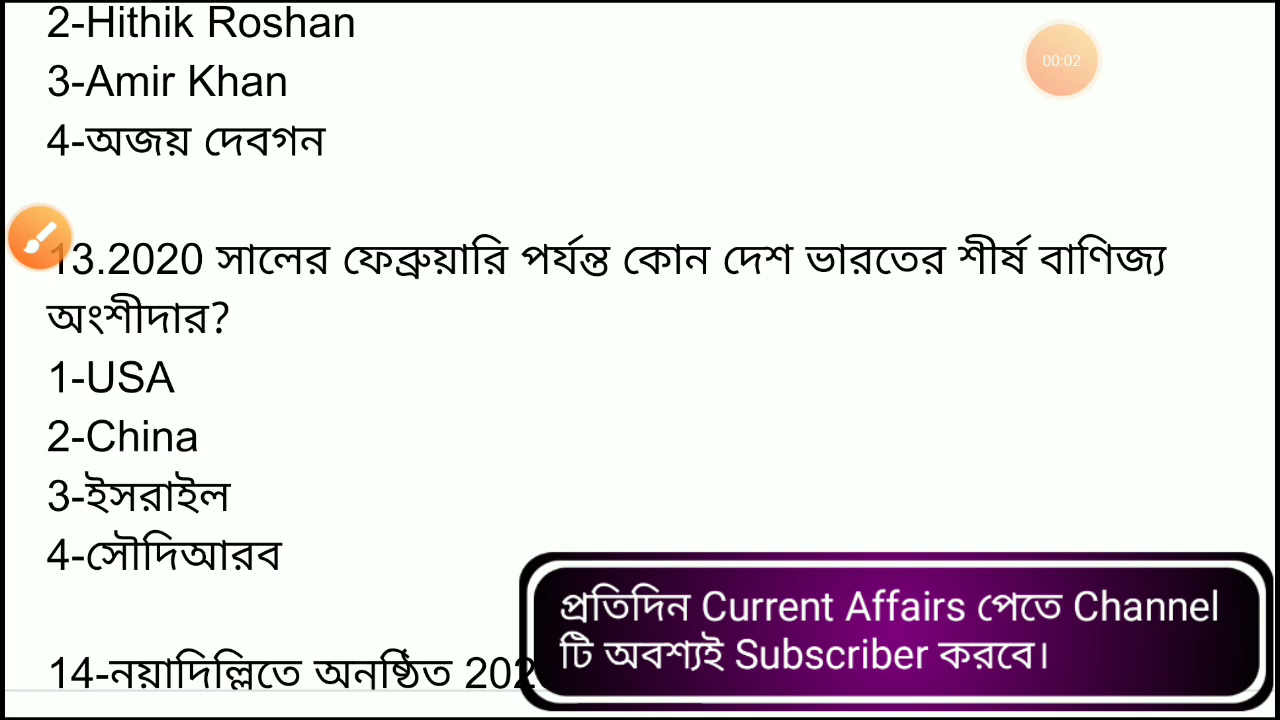 2-Hithik Roshan
00:02
3-Amir Khan
4-অজয় দেবগন
13.2020 সালের ফেব্রুয়ারি পর্যন্ত কোন দেশ ভারতের শীর্ষ বাণিজ্য
অংশীদার?
1-USA
2-China
3-ইসরাইল
4-সৌদিআরব
14-নয়াদিল্লিতে অনষ্ঠিত 202
প্রতিদিন Current Affairs পেতে Channel
টি অবশ্যই Subscriber করবে।